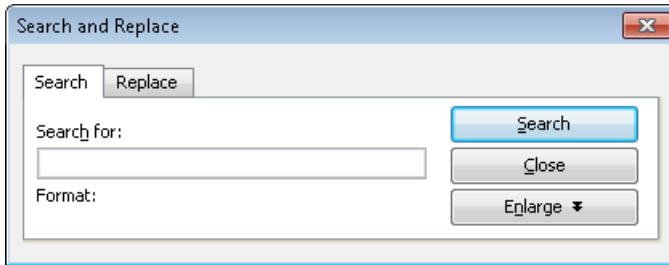 Search and Replace
Search Replace
Search for:
Format:
Search
Close
Enlarge